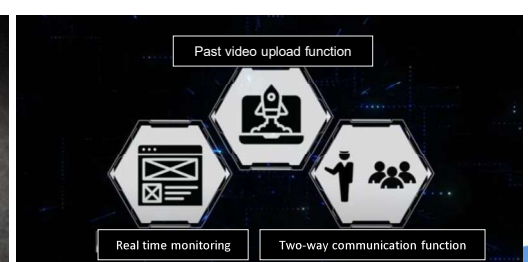 Past video upload function
Real time monitoring
Two-way communication function